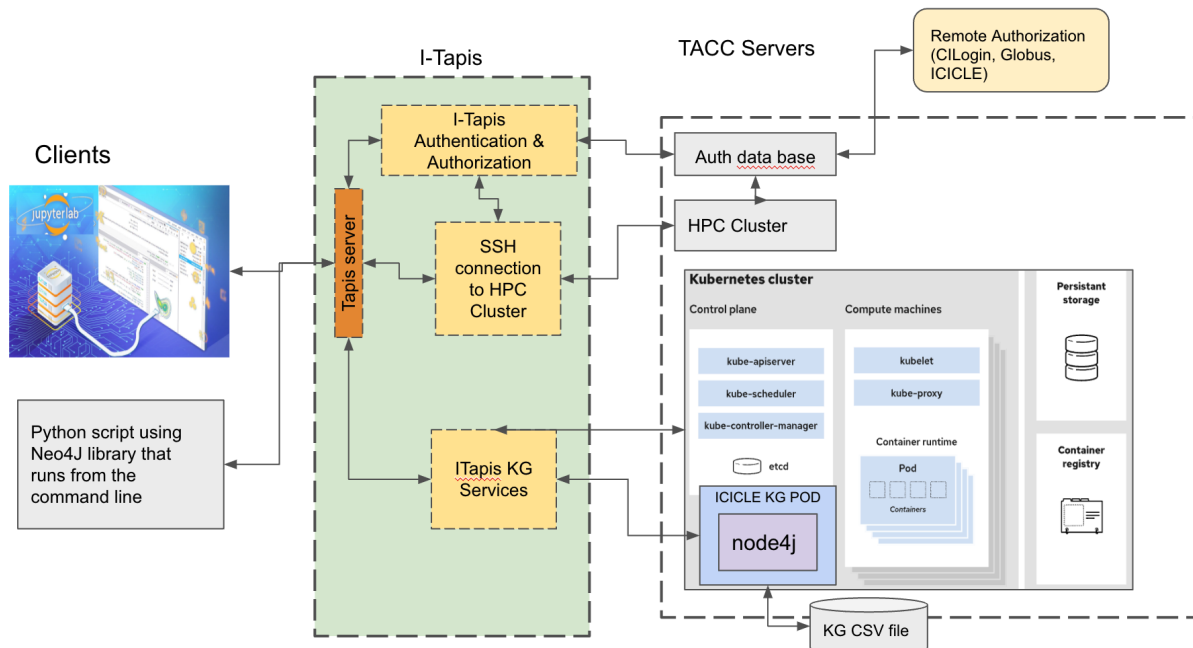 Clients
jupyterlab
Python script using
Neo4J library that
runs from the
command line
I-Tapis
Tapis server
I-Tapis
Authentication &
Authorization
SSH
connection
to HPC
Cluster
ITapis KG
Services
TACC Servers
Remote Authorization
(CILogin, Globus,
ICICLE)
Auth data base
HPC Cluster
Kubernetes cluster
Control plane
kube-apiserver
kube-scheduler
kube-controller-manager
etcd
Compute machines
kubelet
kube-proxy
Container runtime
Pod
Containers
Persistant
storage
Container
registry
ICICLE KG POD
node4j
KG CSV file